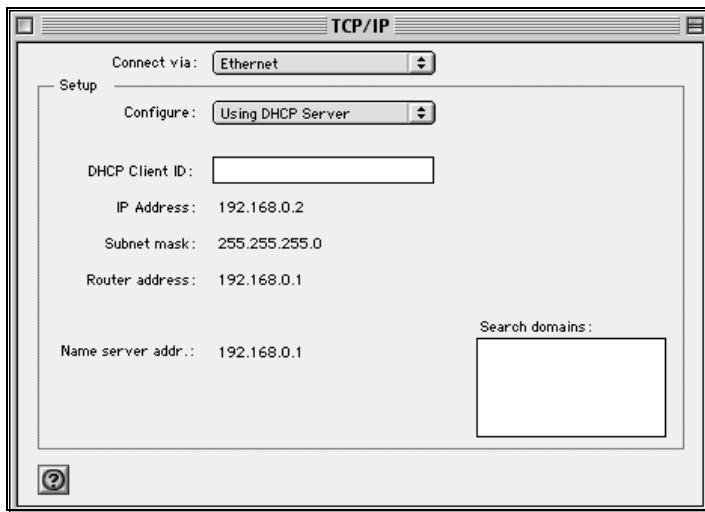 TCP/IP
Connect via: Ethernet
Setup
Configure: Using DHCP Server
DHCP Client ID:
IP Address: 192.168.0.2
Subnet mask: 255.255.255.0
Router address: 192.168.0.1
Search domains:
Name server addr.: 192.168.0.1
?